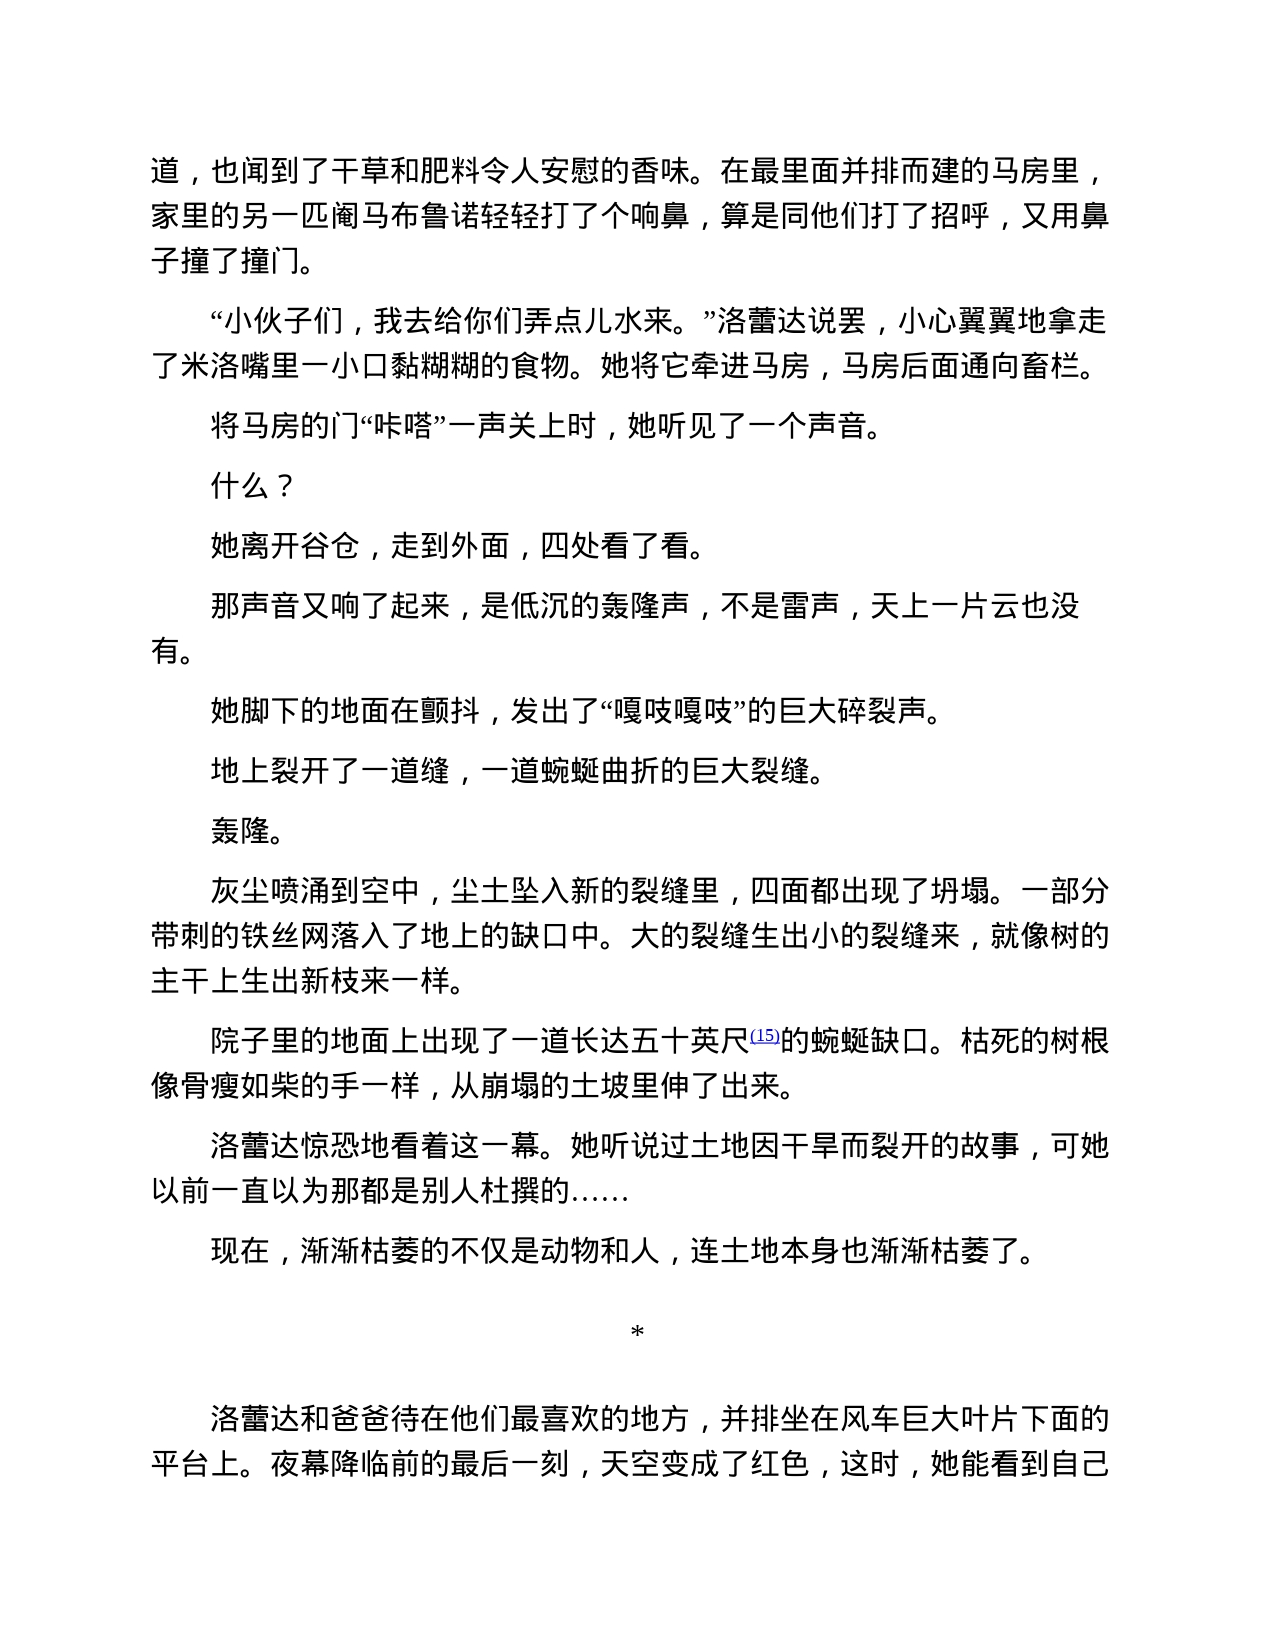 道，也闻到了干草和肥料令人安慰的香味。在最里面并排而建的马房里，
家里的另一匹阉马布鲁诺轻轻打了个响鼻，算是同他们打了招呼，又用鼻
子撞了撞门。
“小伙子们，我去给你们弄点儿水来。”洛蕾达说罢，小心翼翼地拿走
了米洛嘴里一小口黏糊糊的食物。她将它牵进马房，马房后面通向畜栏。
将马房的门“咔嗒”一声关上时，她听见了一个声音。
什么？
她离开谷仓，走到外面，四处看了看。
那声音又响了起来，是低沉的轰隆声，不是雷声，天上一片云也没
有。
她脚下的地面在颤抖，发出了“嘎吱嘎吱”的巨大碎裂声。
地上裂开了一道缝，一道蜿蜒曲折的巨大裂缝。
轰隆。
灰尘喷涌到空中，尘土坠入新的裂缝里，四面都出现了坍塌。一部分
带刺的铁丝网落入了地上的缺口中。大的裂缝生出小的裂缝来，就像树的
主干上生出新枝来一样。
院子里的地面上出现了一道长达五十英尺(15)的蜿蜒缺口。枯死的树根
像骨瘦如柴的手一样，从崩塌的土坡里伸了出来。
洛蕾达惊恐地看着这一幕。她听说过土地因干旱而裂开的故事，可她
以前一直以为那都是别人杜撰的……
现在，渐渐枯萎的不仅是动物和人，连土地本身也渐渐枯萎了。
*
洛蕾达和爸爸待在他们最喜欢的地方，并排坐在风车巨大叶片下面的
平台上。夜幕降临前的最后一刻，天空变成了红色，这时，她能看到自己